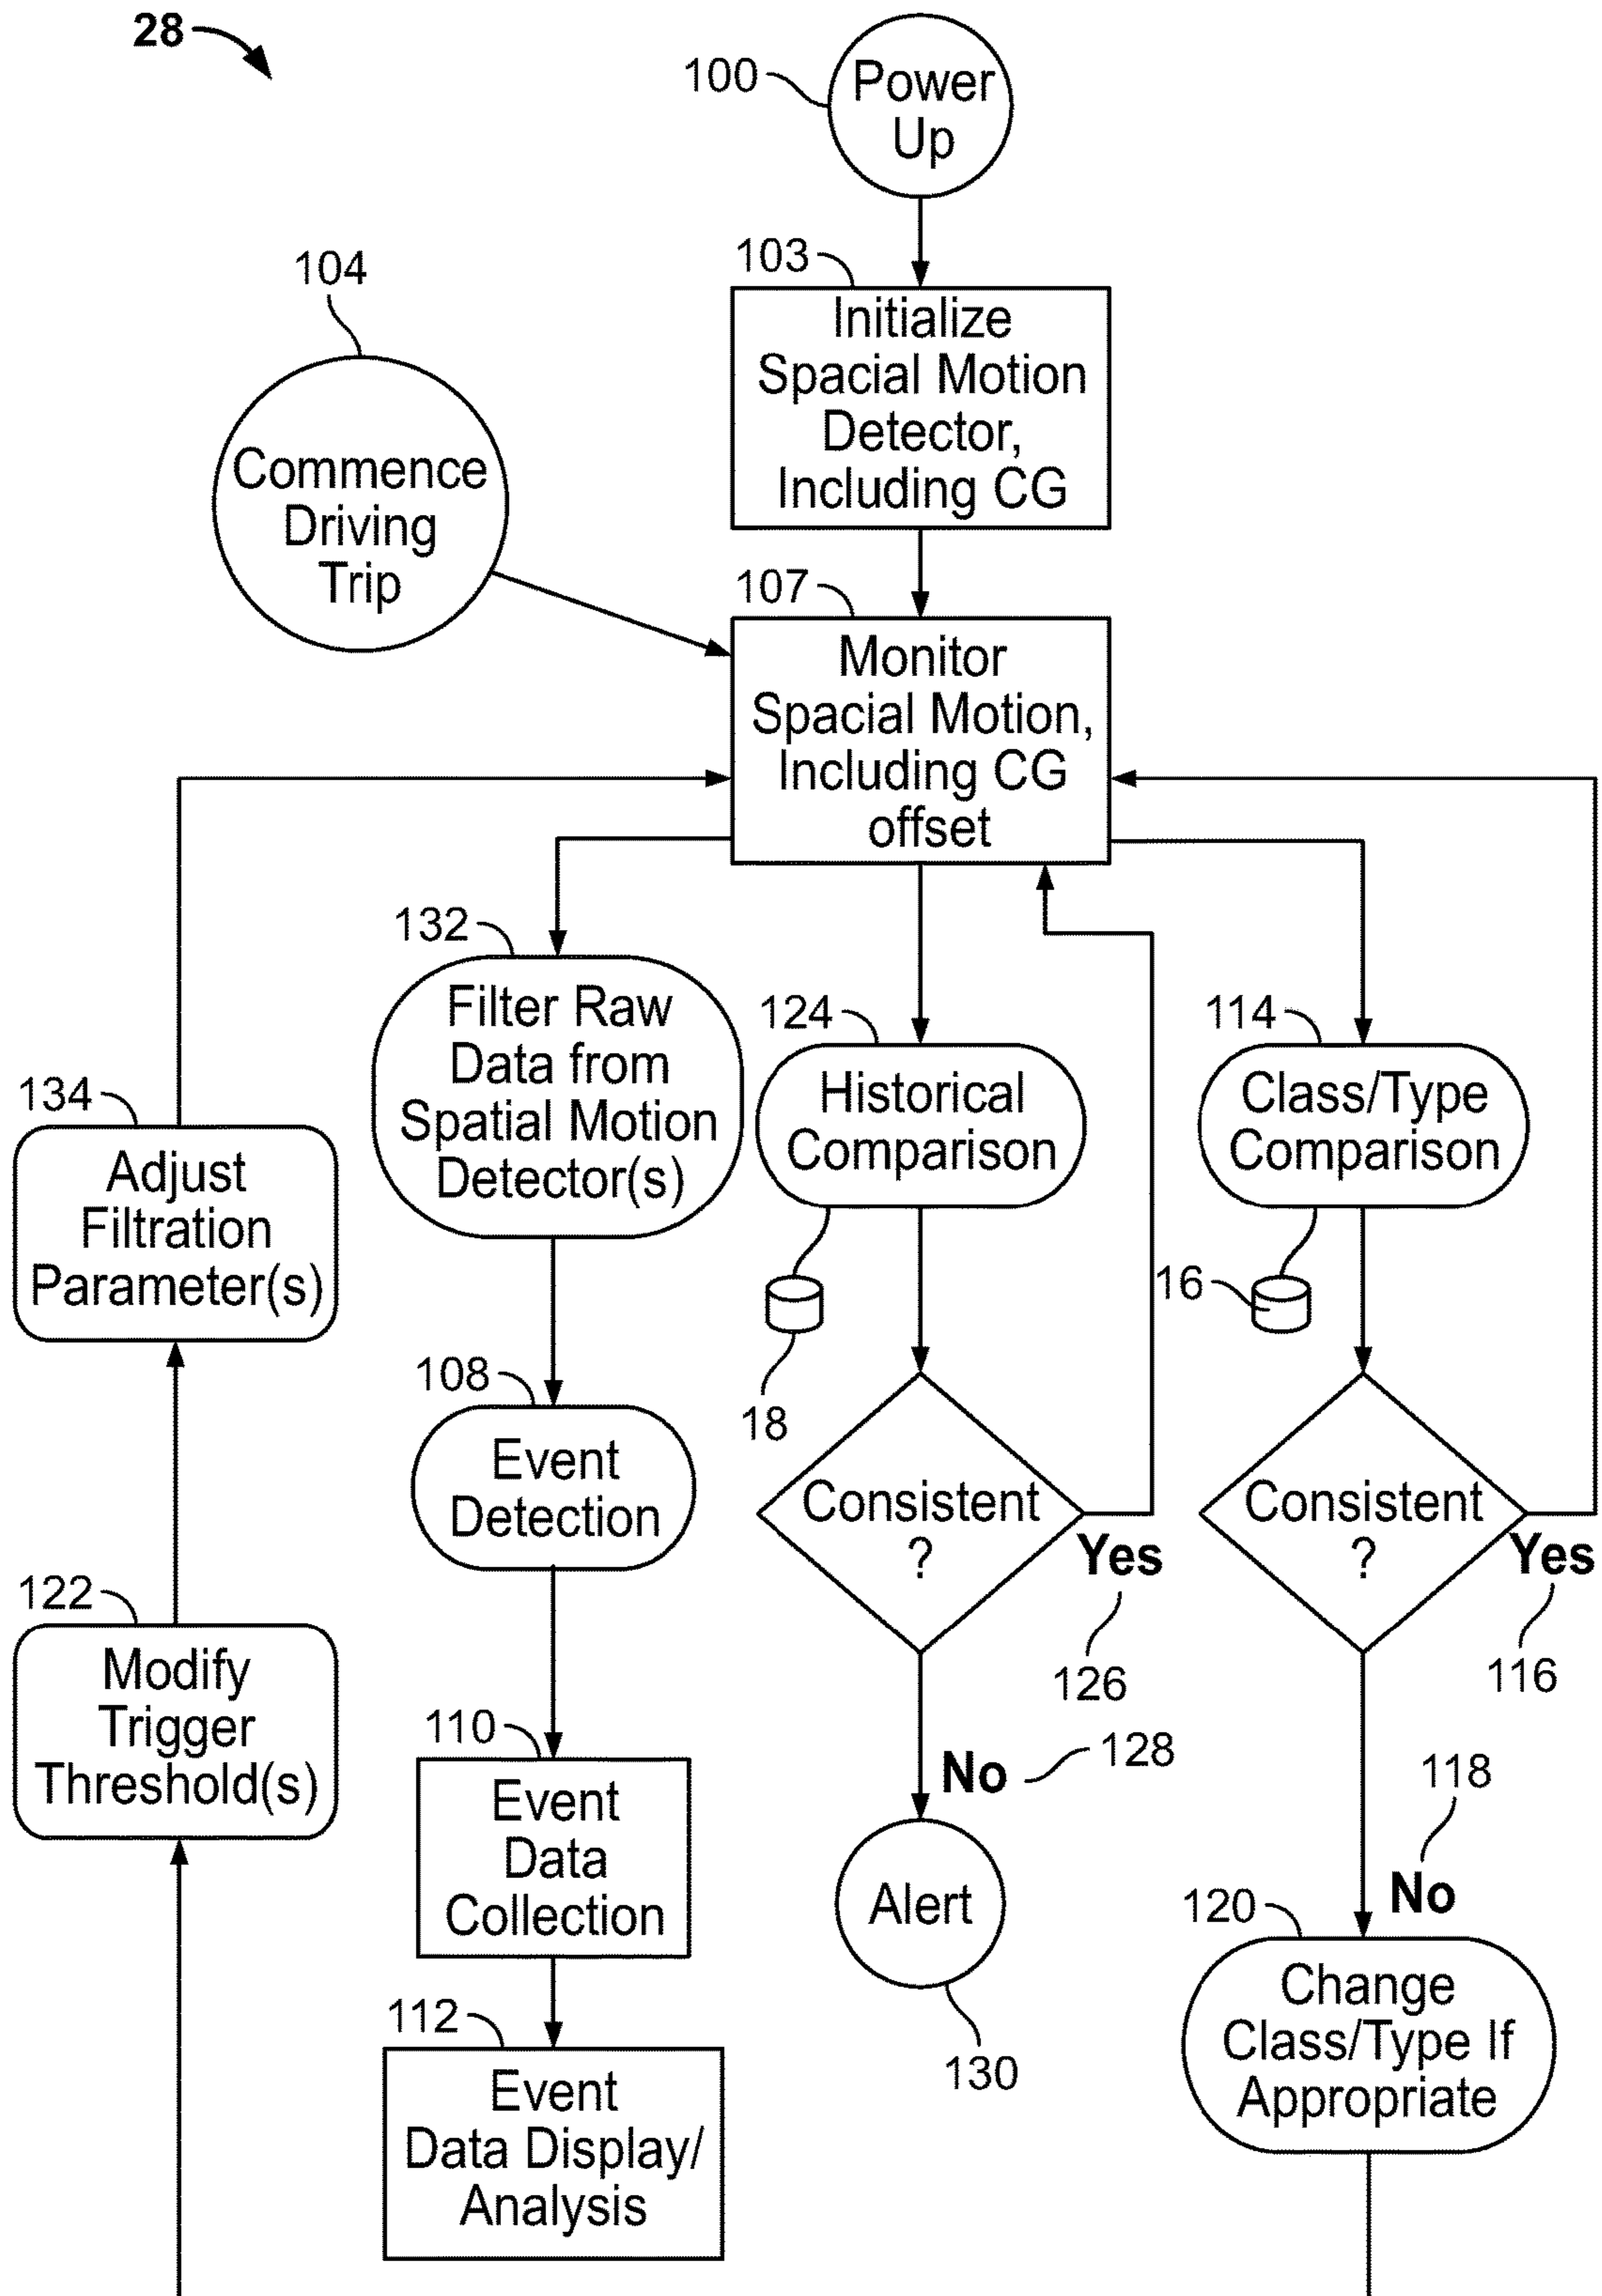 28
100
Power
Up
103
Initialize
Spacial Motion
Detector,
Including CG
104
Commence
Driving
Trip
107
Monitor
Spacial Motion,
Including CG
offset
132
Filter Raw
Data from
Spatial Motion
Detector(s)
124
Historical
Comparison
114
Class/Type
Comparison
134
Adjust
Filtration
Parameter(s)
18
16
108
Event
Detection
Consistent
?
Yes
126
Consistent
?
Yes
116
122
Modify
Trigger
Threshold(s)
110
Event
Data
Collection
No
128
118
No
Alert
130
120
Change
Class/Type If
Appropriate
112
Event
Data Display/
Analysis